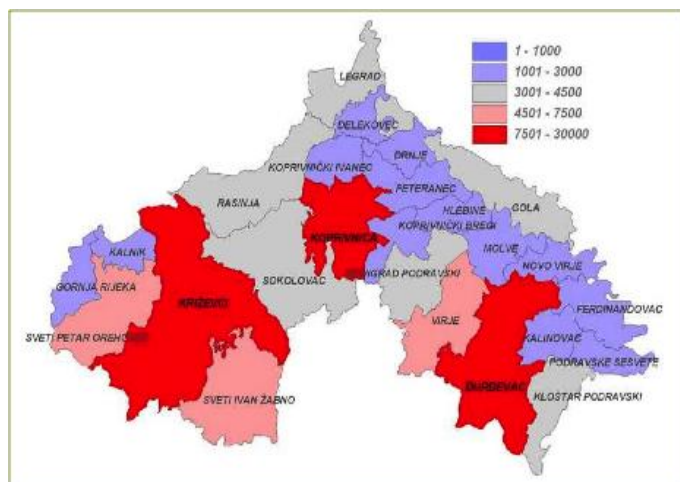 1 - 1000
1001 - 3000
3001 - 4500
4501 - 7500
7501 - 30000
LEGRAD
ĐELEKOVEC
DRNJE
KOPRIVNIČKI IVANEC
PETERANEC
RASINJA
HLEBINE
GOLA
KOPRIVNIČKI BREGI
KOPRIVNICA
MOLVE
KALNIK
SOKOLOVAC
PODRAVSKI
NOVO VIRJE
GORNJA RIJEKA
KRIŽEVCI
FERDINANDOVAC
VIRJE
SVETI PETAR OREHOVEC
KALINOVAC
PODRAVSKE SESVETE
ĐURĐEVAC
SVETI IVAN ŽABNO
KLOŠTAR PODRAVSKI